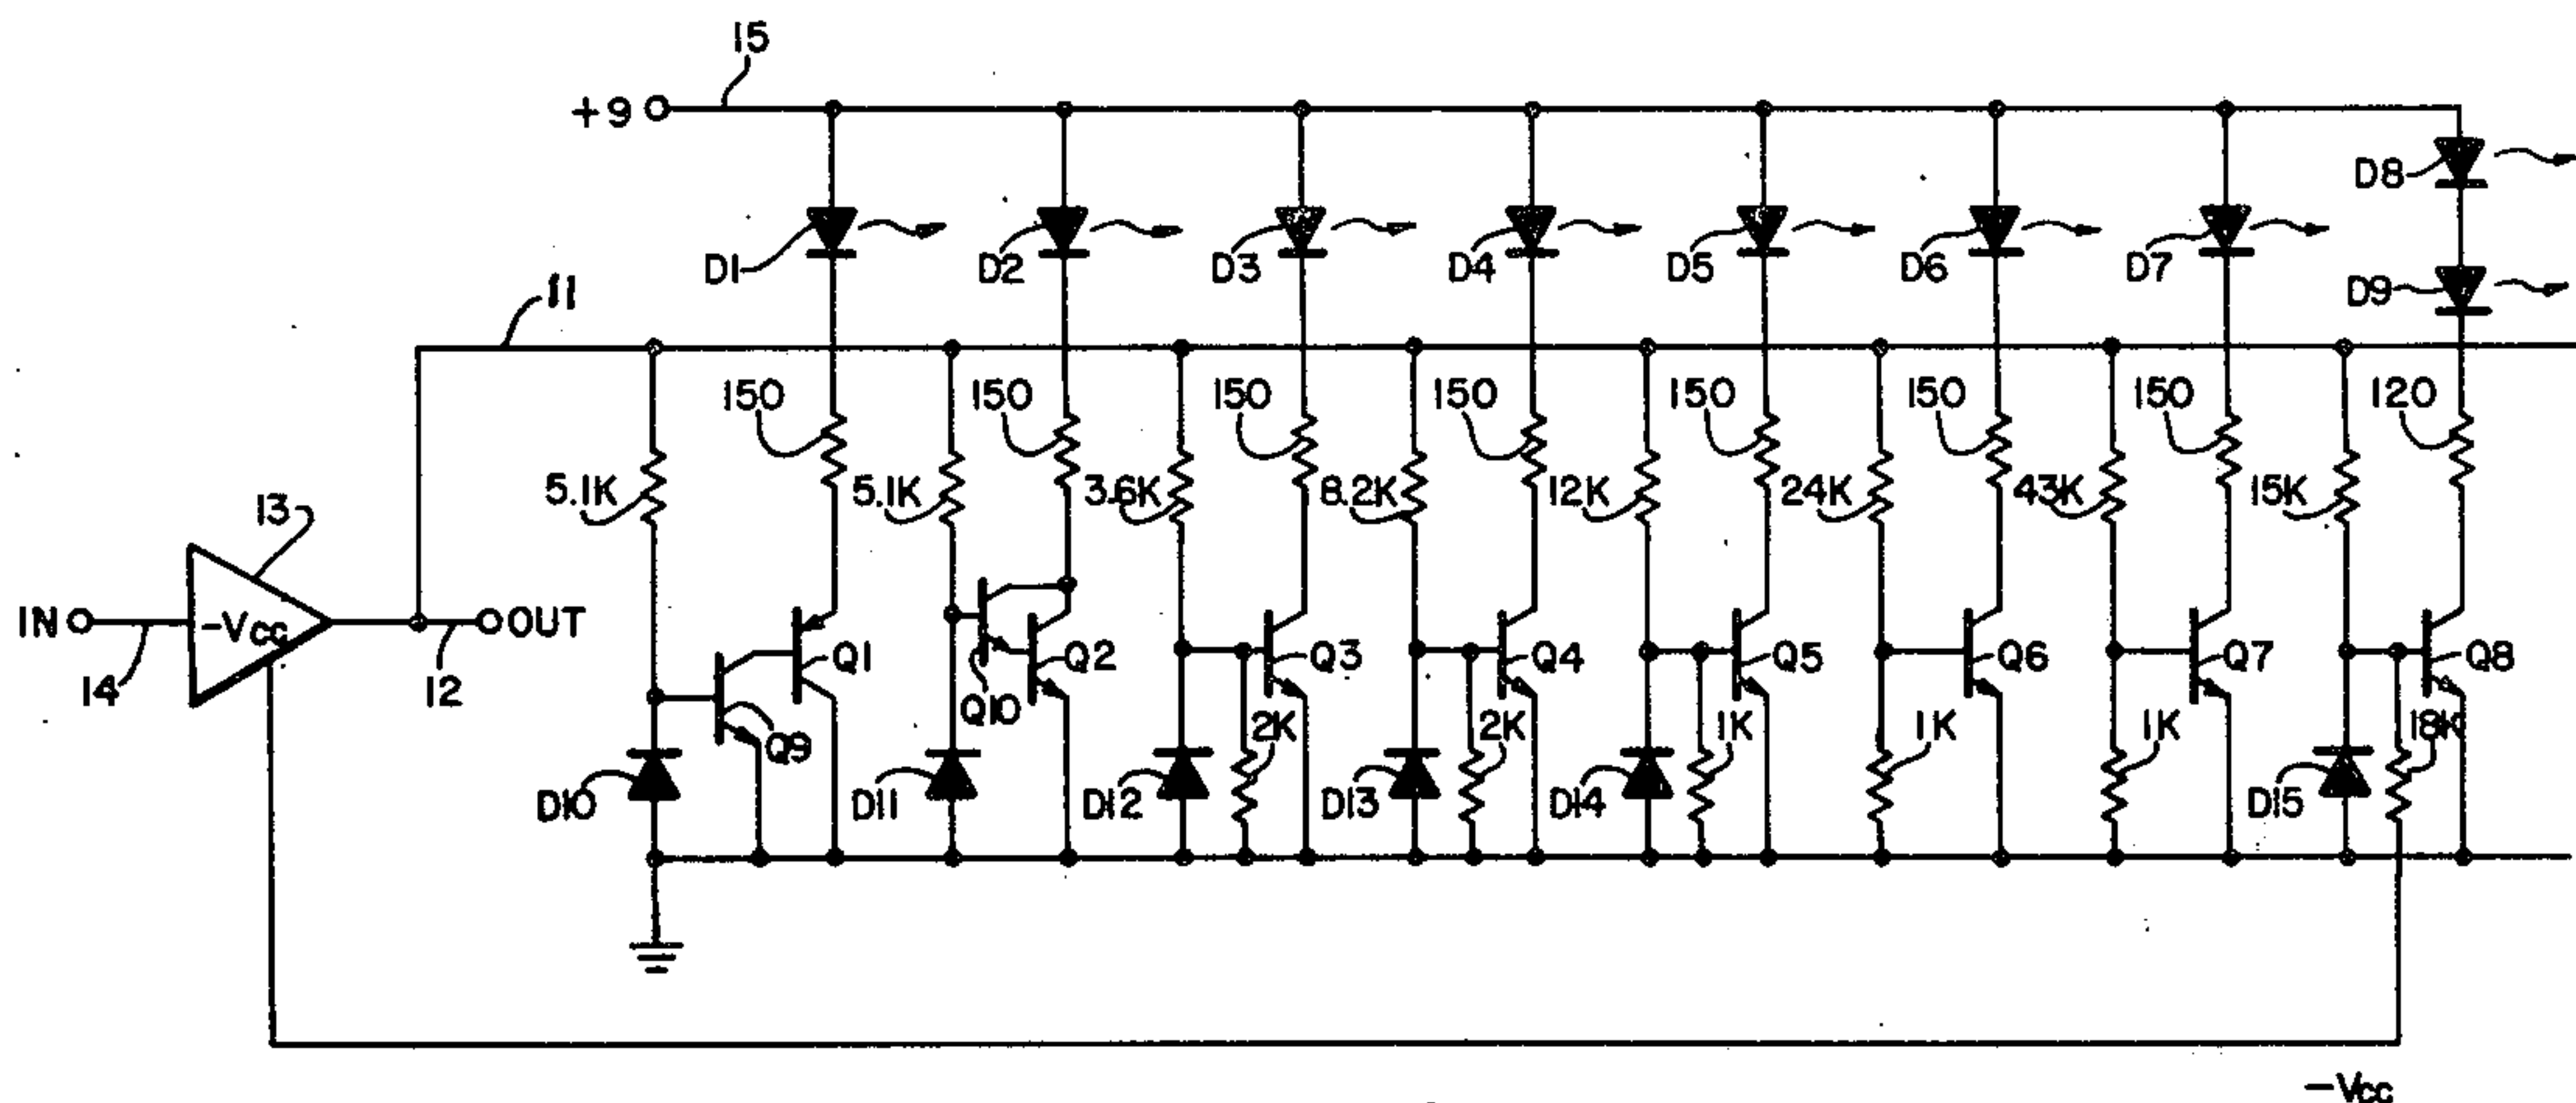 15
+9
D8
D1
D2
D3
D4
D5
D6
D7
D9
11
150
150
150
150
150
150
150
120
5.1K
5.1K
3.6K
8.2K
12K
24K
43K
15K
13
IN
-Vcc
OUT
14
12
Q1
Q2
Q3
Q4
Q5
Q6
Q7
Q8
Q9
Q10
2K
2K
1K
1K
1K
18K
D10
D11
D12
D13
D14
D15
-Vcc